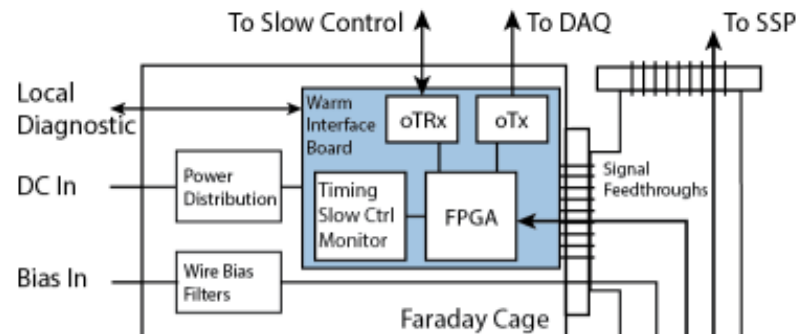 To Slow Control
To DAQ
To SSP
Local
Diagnostic
Warm
Interface
Board
oTRx
oTx
DC In
Power
Distribution
Timing
Slow Ctrl
Monitor
FPGA
Signal
Feedthroughs
Bias In
Wire Bias
Filters
Faraday Cage